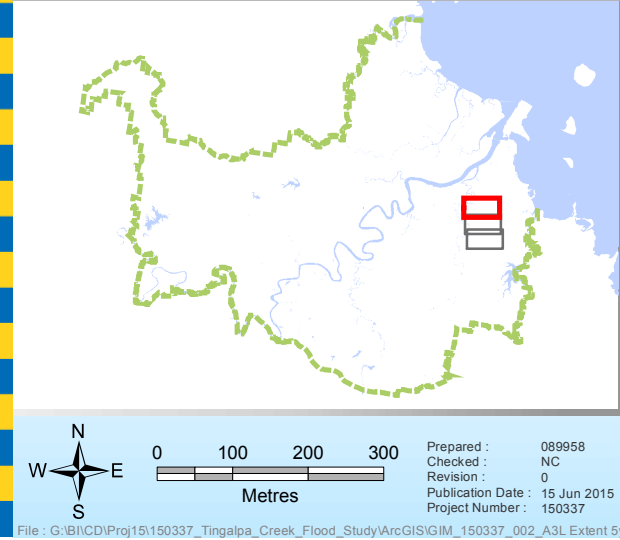 N
W E
S
0 100 200 300
Metres
Prepared : 089958
Checked : NC
Revision : 0
Publication Date : 15 Jun 2015
Project Number : 150337
File : G:\BI\CD\Proj15\150337_Tingalpa_Creek_Flood_Study\ArcGIS\GIM_150337_002_A3L Extent 5